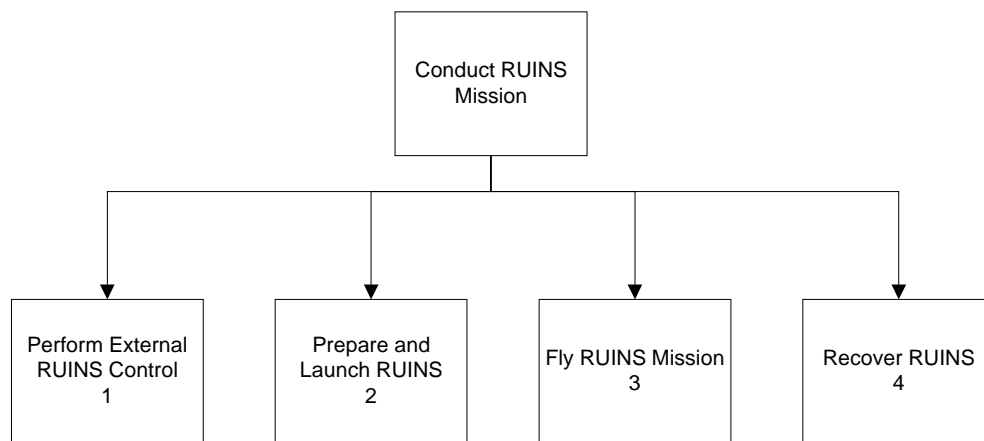 Conduct RUINS
Mission
Perform External
RUINS Control
1
Prepare and
Launch RUINS
2
Fly RUINS Mission
3
Recover RUINS
4